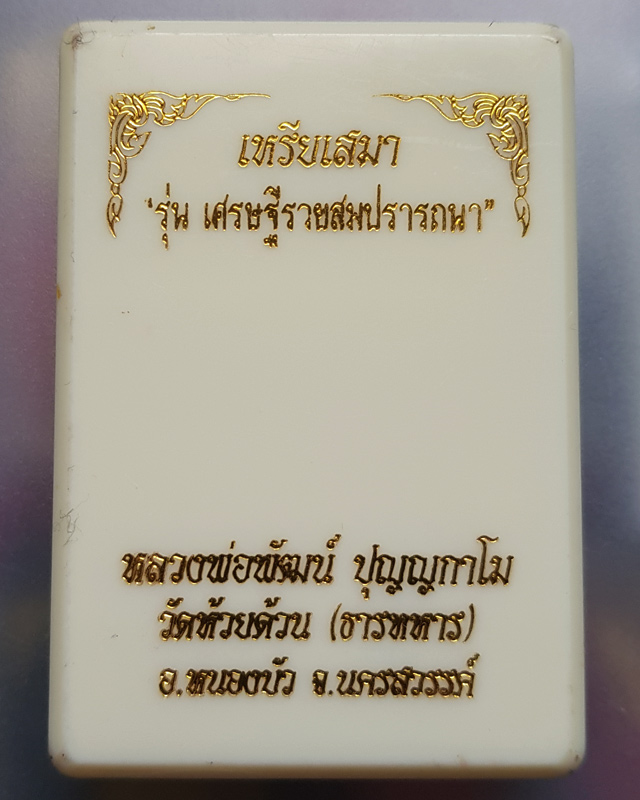 เหรียเสมา
"รุ่น เศรษฐีรวยสมปรารถนา"
หลวงพ่อพัฒน์ ปุญญกาโม
วัดห้วยด้วน (ธารทหาร)
อ.หนองบัว จ.นครสวรรค์